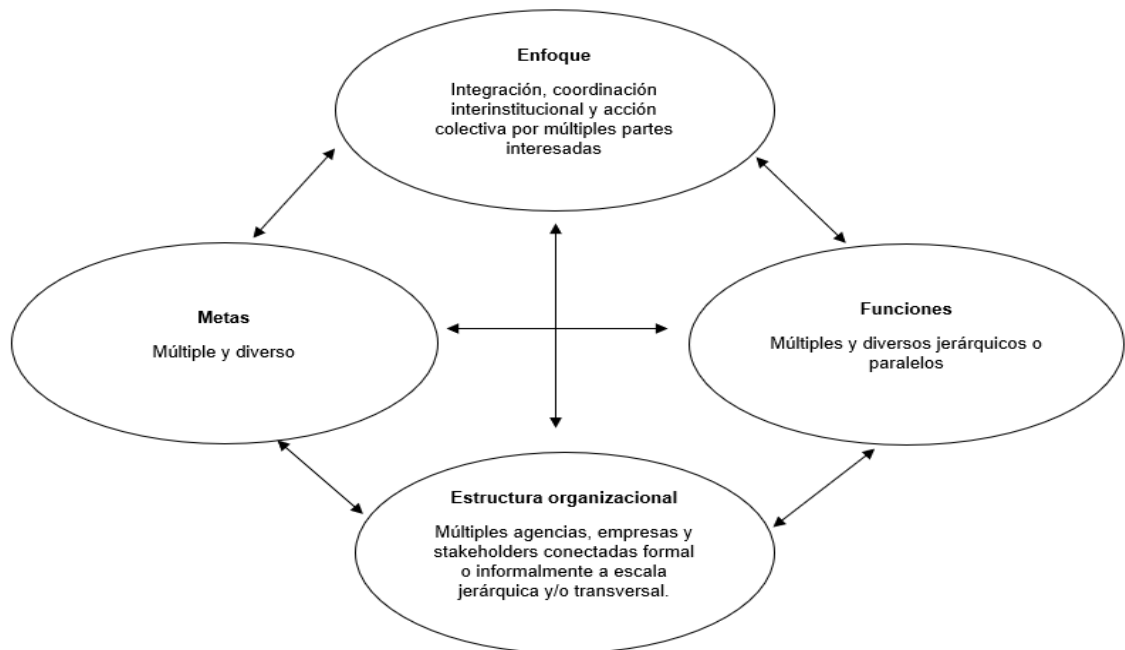 Enfoque
Integración, coordinación
interinstitucional y acción
colectiva por múltiples partes
interesadas
Metas
Múltiple y diverso
Funciones
Múltiples y diversos jerárquicos o
paralelos
Estructura organizacional
Múltiples agencias, empresas y
stakeholders conectadas formal
o informalmente a escala
jerárquica y/o transversal.